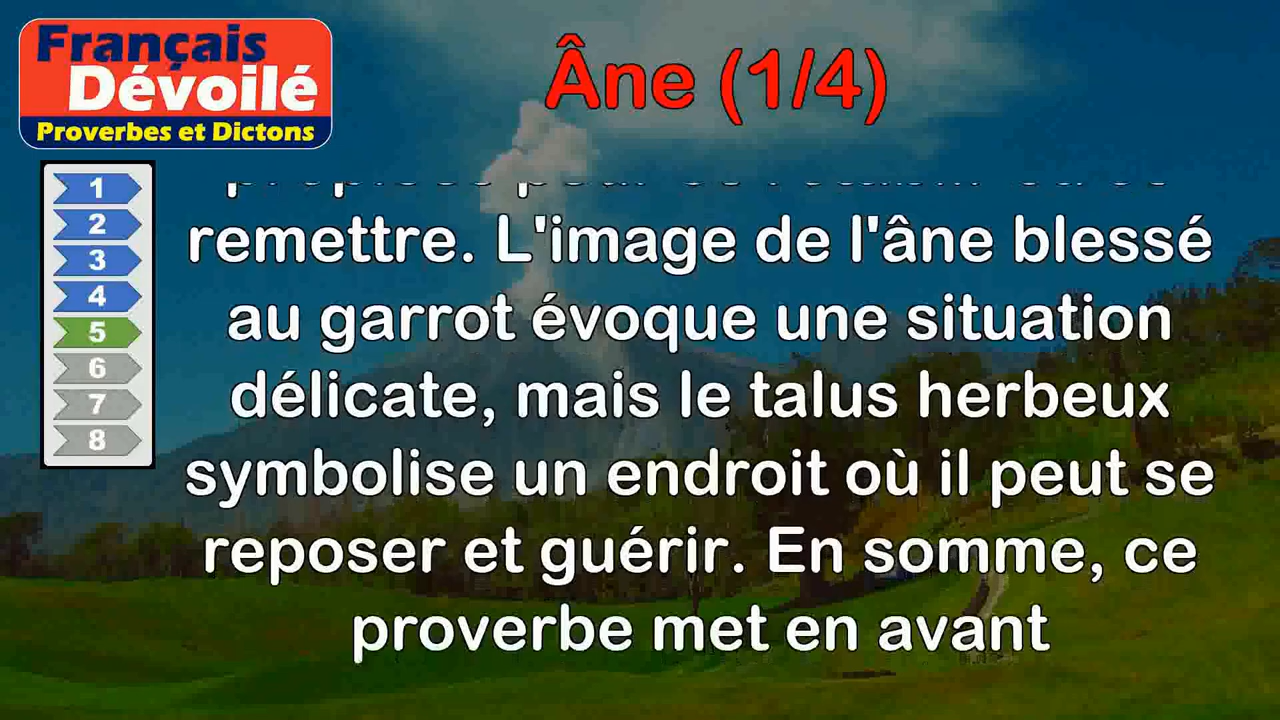 Français
Dévoilé
Proverbes et Dictons
Âne (1/4)
1
2
3
4
5
6
7
8
remettre. L'image de l'âne blessé
au garrot évoque une situation
délicate, mais le talus herbeux
symbolise un endroit où il peut se
reposer et guérir. En somme, ce
proverbe met en avant